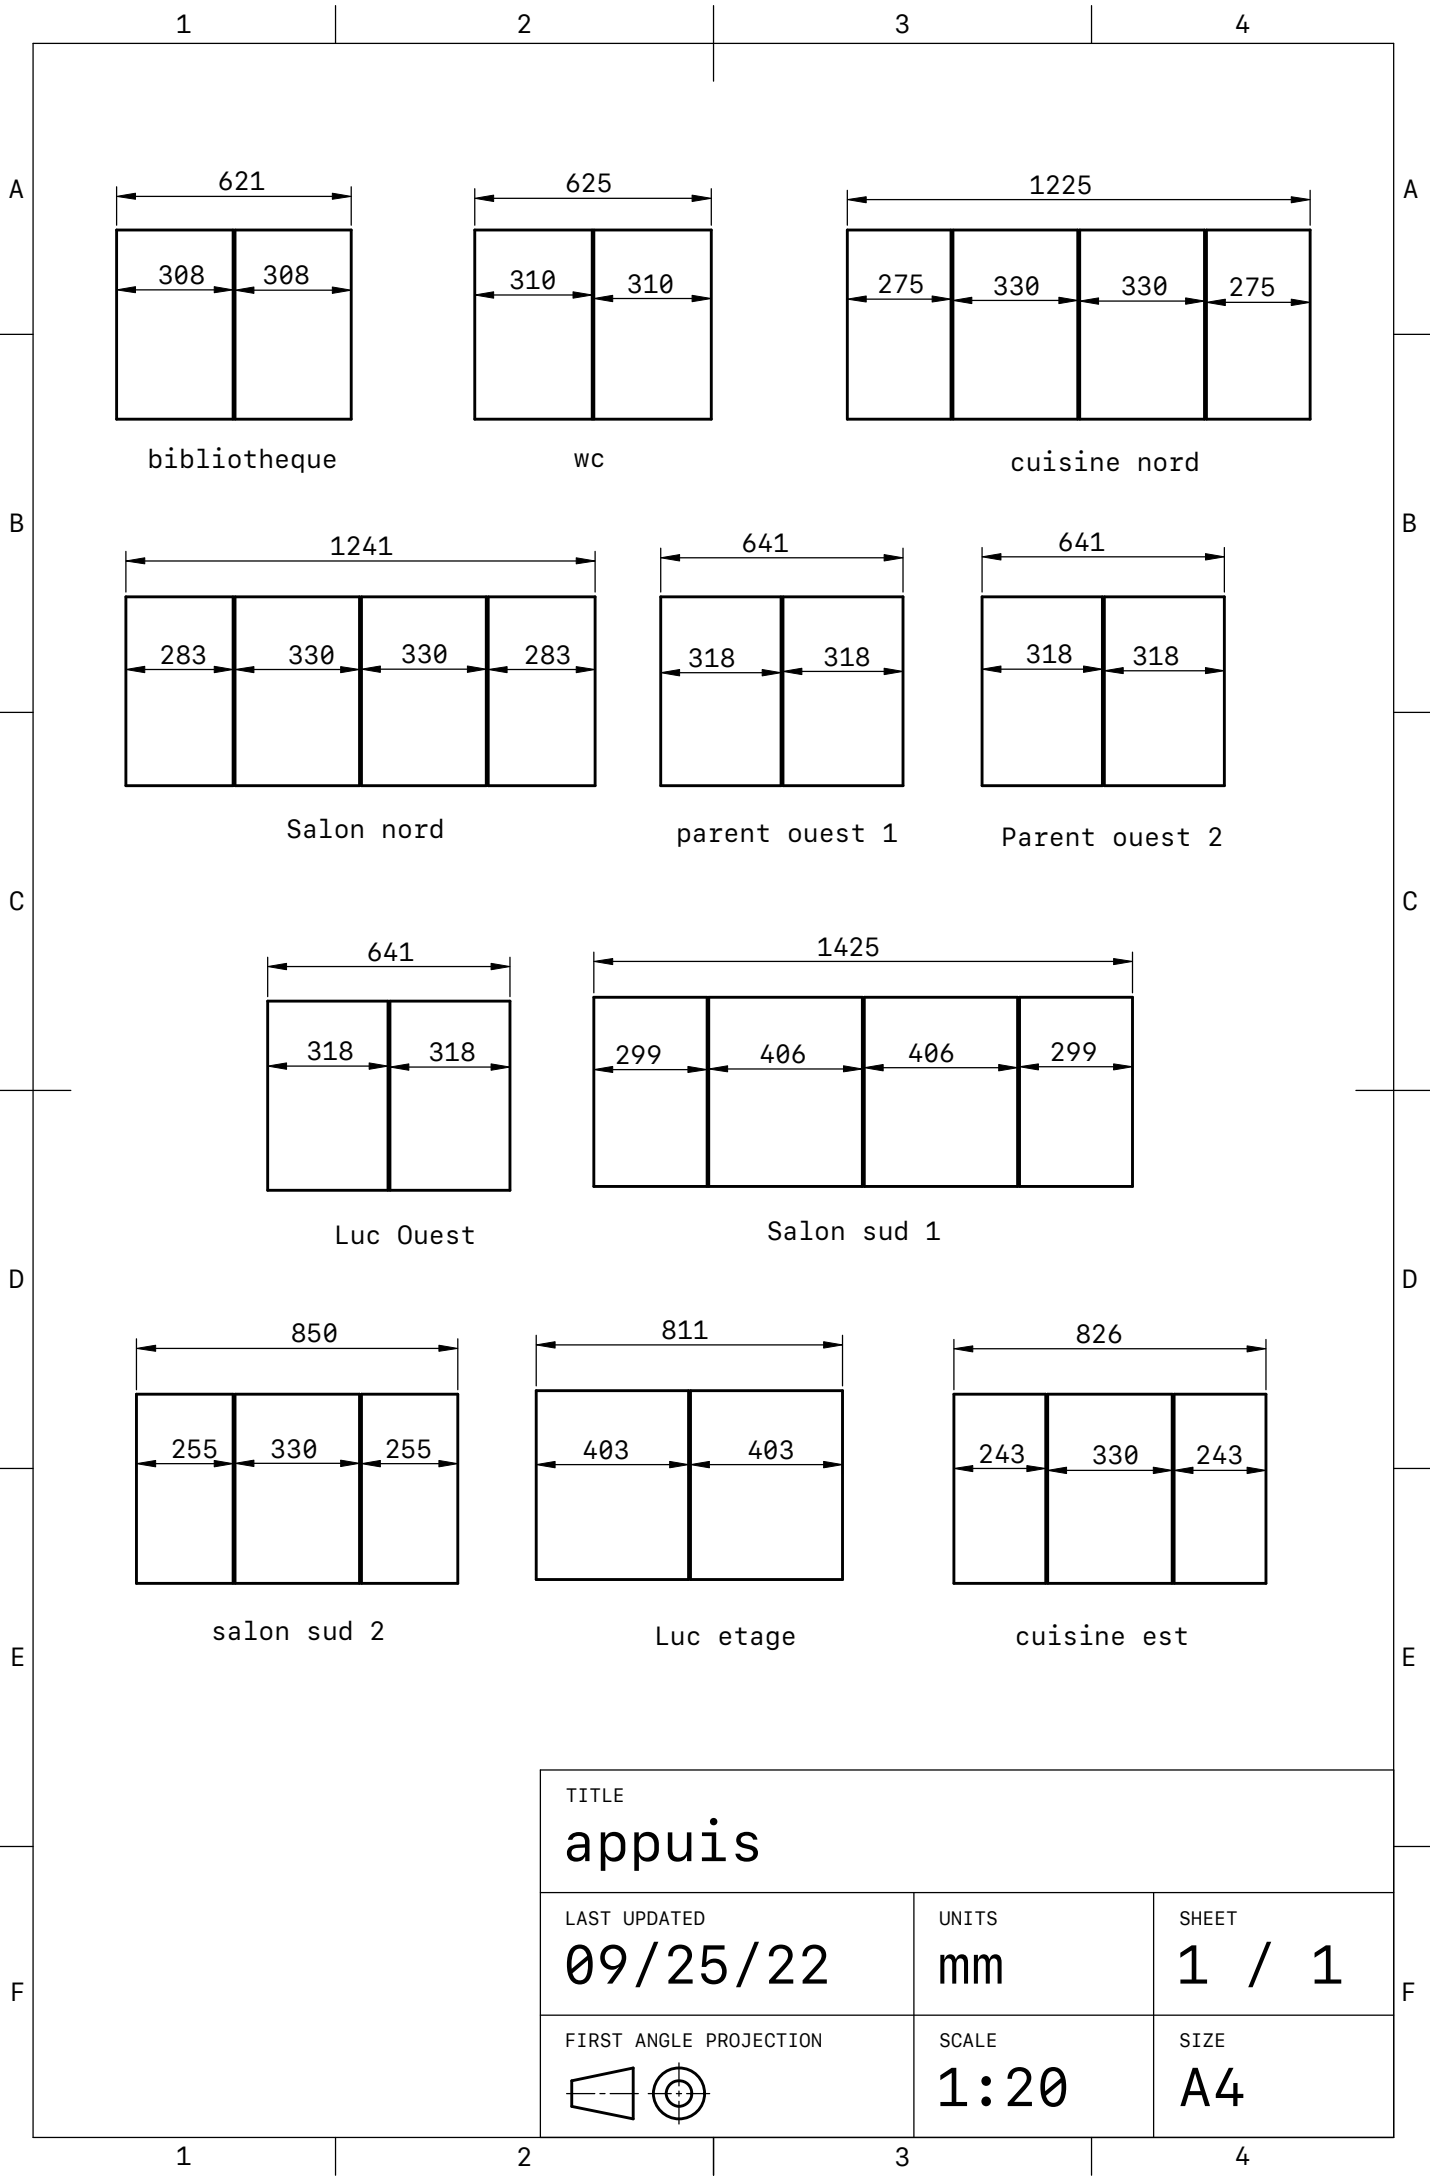 1 2 3 4
A A
621 625 1225
308 308 310 310 275 330 330 275
bibliotheque wc cuisine nord
B B
1241 641 641
283 330 330 283 318 318 318 318
Salon nord parent ouest 1 Parent ouest 2
C C
641 1425
318 318 299 406 406 299
Luc Ouest Salon sud 1
D D
850 811 826
255 330 255 403 403 243 330 243
salon sud 2 Luc etage cuisine est
E E
TITLE
appuis
LAST UPDATED UNITS SHEET
09/25/22 mm 1 / 1
F F
FIRST ANGLE PROJECTION SCALE SIZE
1:20 A4
1 2 3 4